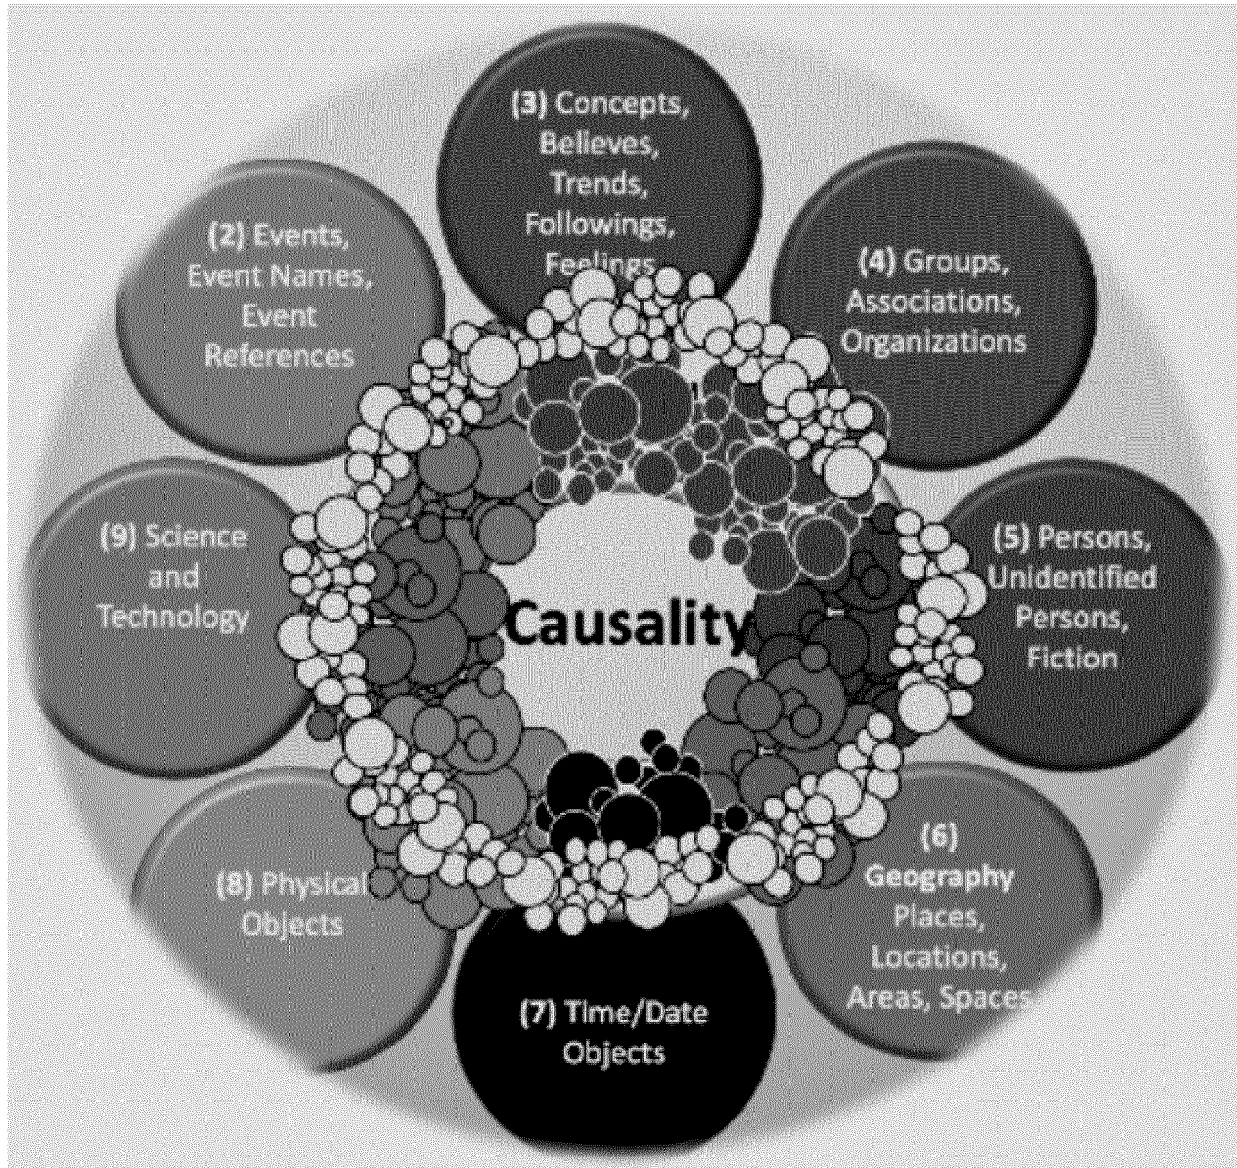 (3) Concepts,
Believes,
Trends,
Followings,
Feelings
(2) Events,
Event Names,
Event
References
(4) Groups,
Associations,
Organizations
(9) Science
and
Technology
Causality
(5) Persons,
Unidentified
Persons,
Fiction
(8) Physical
Objects
(6)
Geography
Places,
Locations,
Areas, Spaces
(7) Time/Date
Objects